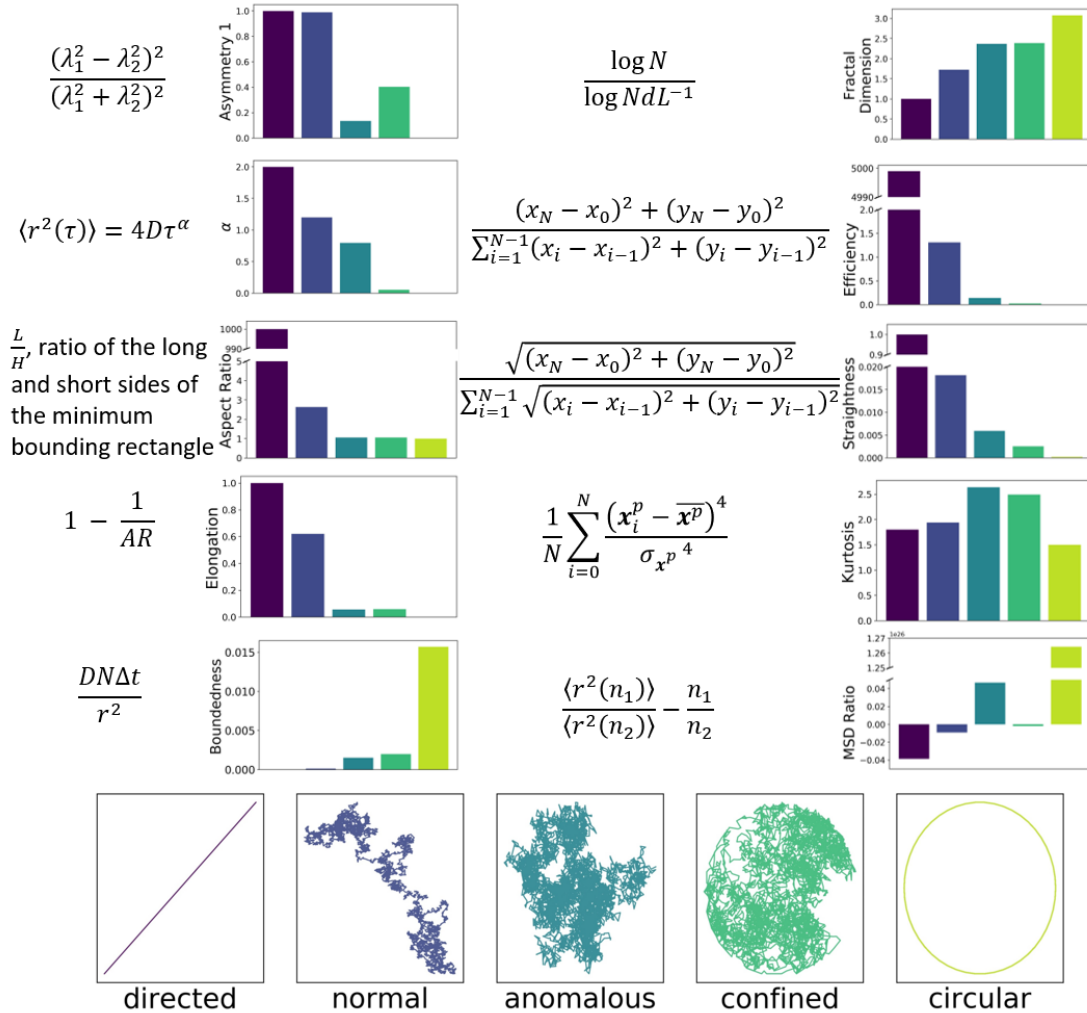 (λ₁² − λ₂²)² / (λ₁² + λ₂²)²
Asymmetry 1
1.0
0.8
0.6
0.4
0.2
0.0
log N / log NdL⁻¹
Fractal
Dimension
3.0
2.5
2.0
1.5
1.0
0.5
0.0
⟨r²(τ)⟩ = 4Dτ^α
α
2.0
1.5
1.0
0.5
0.0
((x_N − x_0)² + (y_N − y_0)²) / (∑_{i=1}^{N−1}(x_i − x_{i−1})² + (y_i − y_{i−1})²)
Efficiency
5000
4990
2.0
1.5
1.0
0.5
0.0
L/H, ratio of the long
and short sides of
the minimum
bounding rectangle
Aspect Ratio
1000
990
5
4
3
2
1
0
√((x_N − x_0)² + (y_N − y_0)²) / ∑_{i=1}^{N−1} √((x_i − x_{i−1})² + (y_i − y_{i−1})²)
Straightness
1.0
0.9
0.020
0.015
0.010
0.005
0.000
1 − 1/AR
Elongation
1.0
0.8
0.6
0.4
0.2
0.0
1/N ∑_{i=0}^{N} (x_i^p − x̄^p)⁴ / σ_{x^p}⁴
Kurtosis
2.5
2.0
1.5
1.0
0.5
0.0
DNΔt / r²
Boundedness
0.015
0.010
0.005
0.000
⟨r²(n₁)⟩ / ⟨r²(n₂)⟩ − n₁/n₂
MSD Ratio
1e26
1.27
1.26
1.25
0.04
0.02
0.00
−0.02
−0.04
directed normal anomalous confined circular